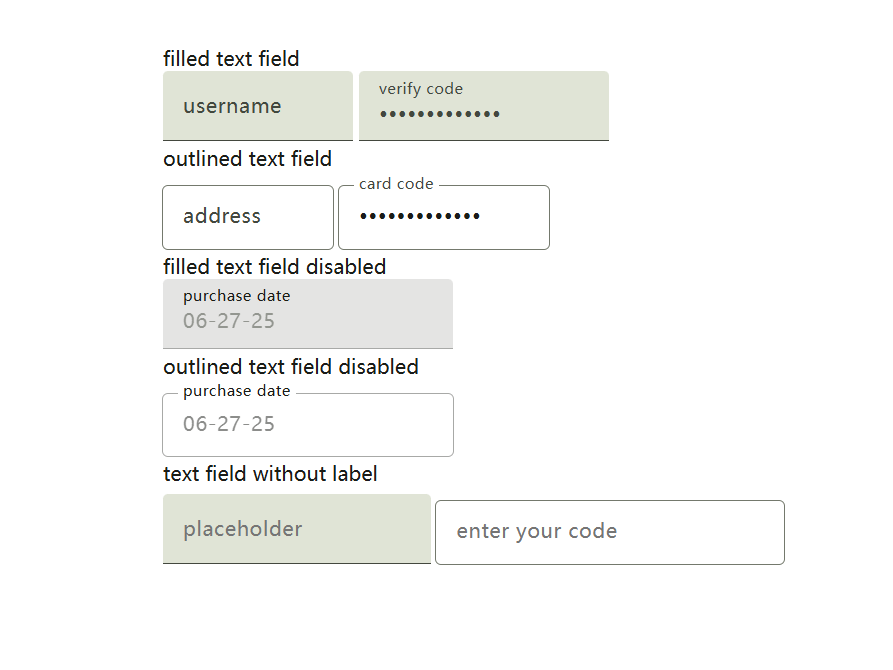 filled text field
username
verify code
•••••••••••••
outlined text field
address
card code
•••••••••••••
filled text field disabled
purchase date
06-27-25
outlined text field disabled
purchase date
06-27-25
text field without label
placeholder
enter your code